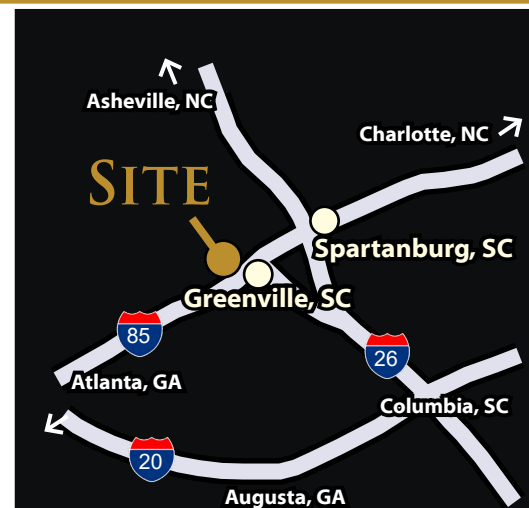 Asheville, NC
Charlotte, NC
SITE
Spartanburg, SC
Greenville, SC
85
26
Atlanta, GA
Columbia, SC
20
Augusta, GA